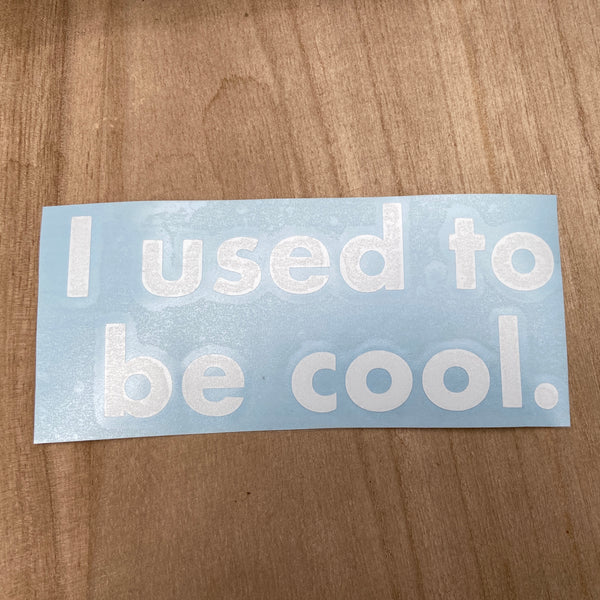 I used to
be cool.